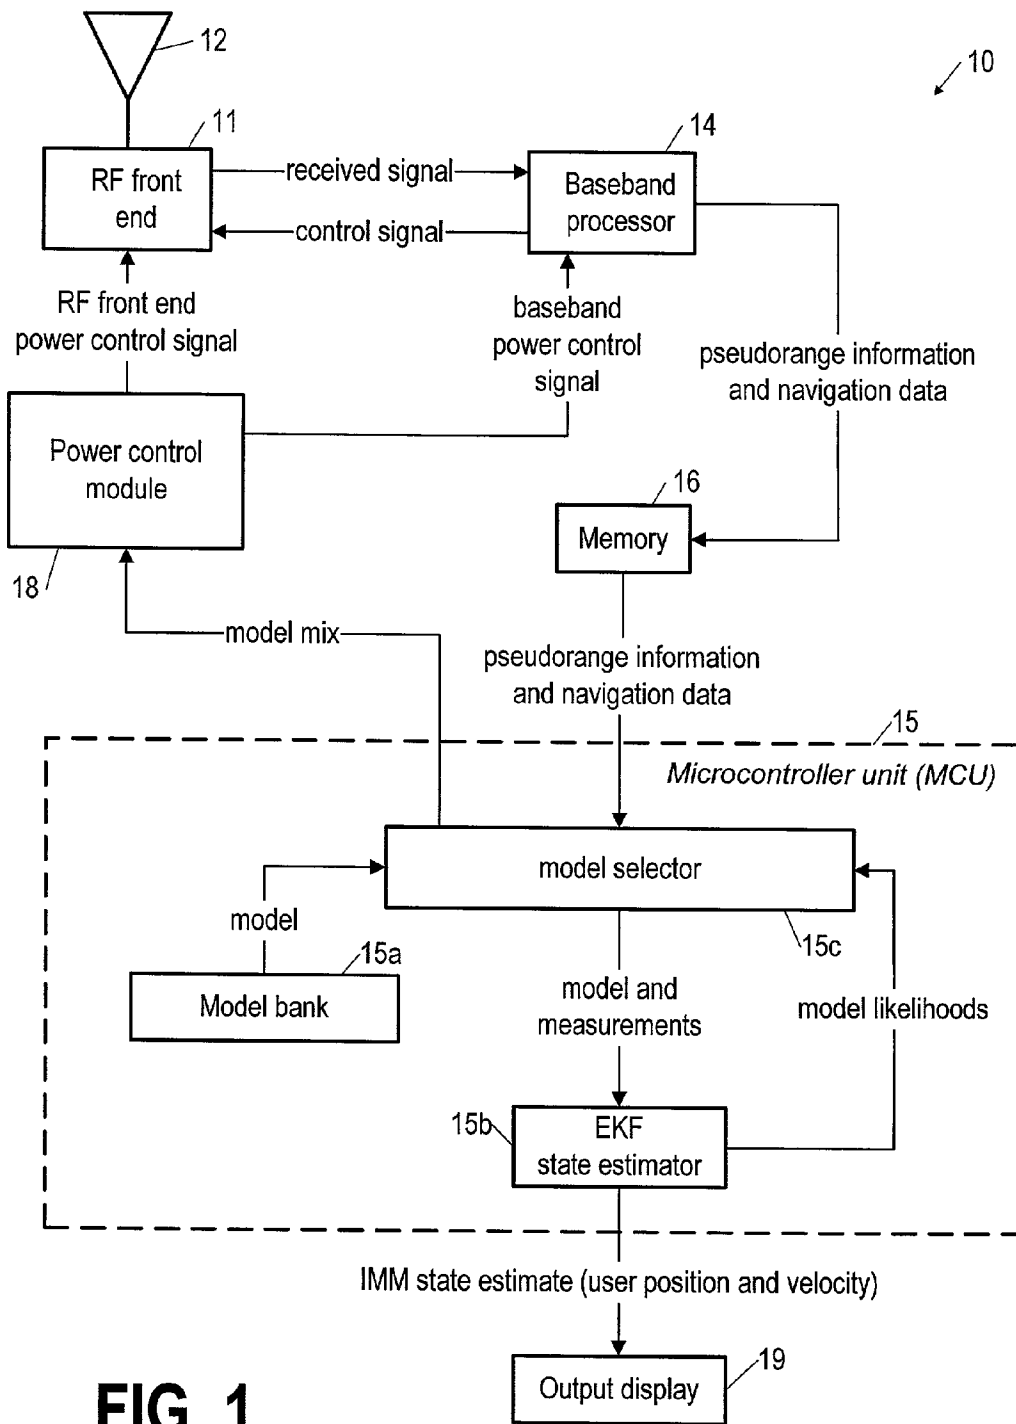 12
10
11
14
RF front
end
received signal
control signal
Baseband
processor
RF front end
power control signal
baseband
power control
signal
pseudorange information
and navigation data
Power control
module
16
Memory
18
model mix
pseudorange information
and navigation data
15
Microcontroller unit (MCU)
model selector
model
15a
15c
Model bank
model and
measurements
model likelihoods
15b
EKF
state estimator
IMM state estimate (user position and velocity)
19
Output display
FIG 1